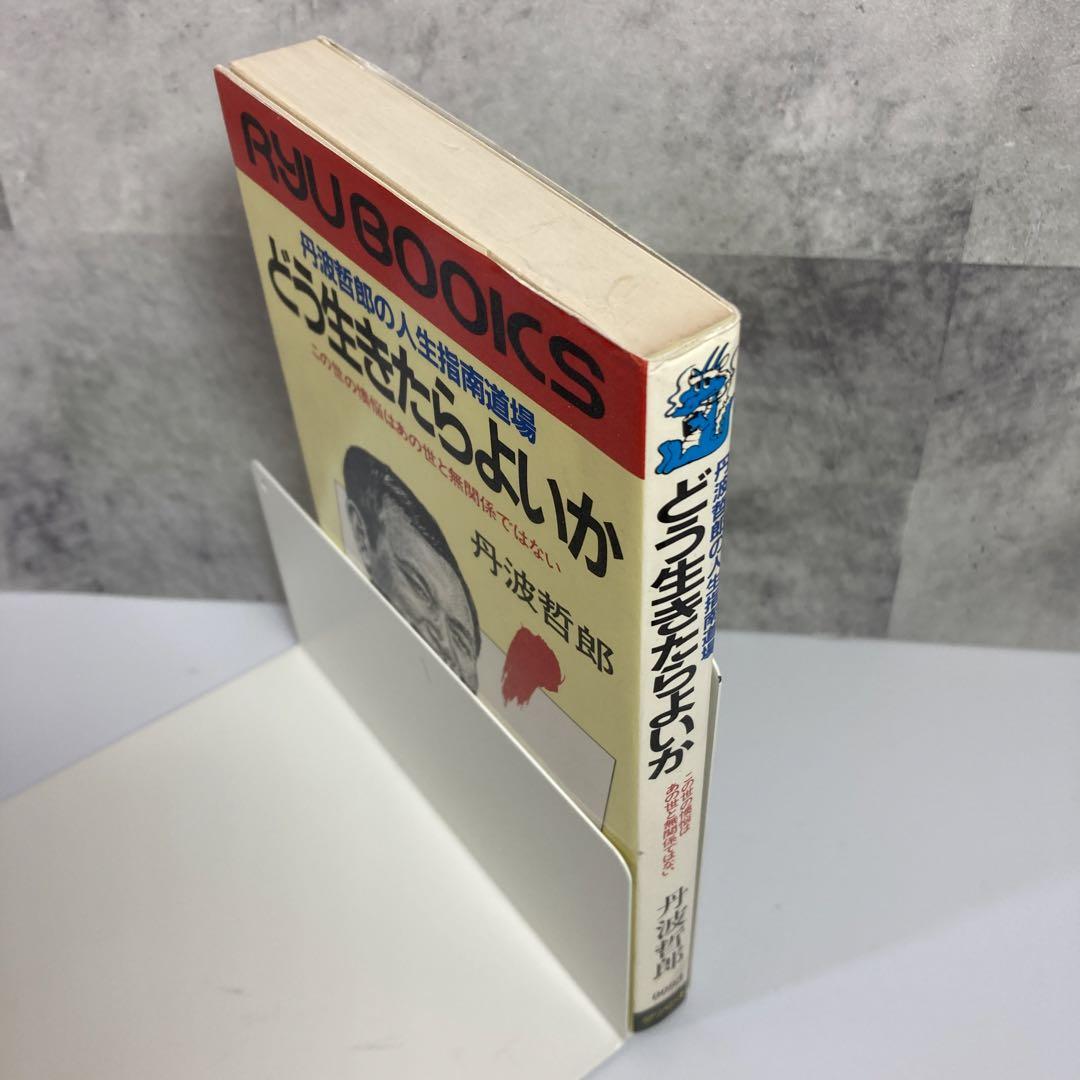 RYU BOOKS
丹波哲郎の人生指南道場
どう生きたらよいか
この世の懊悩はあの世と無関係ではない
丹波哲郎
丹波哲郎の人生指南道場
どう生きたらよいか
この世の懊悩は
あの世と無関係ではない
丹波哲郎